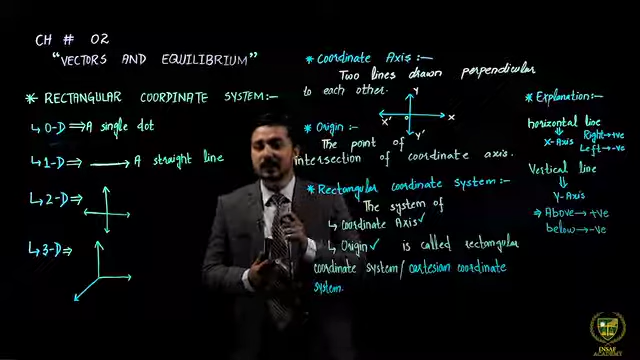 CH # 02
"VECTORS AND EQUILIBRIUM"
* RECTANGULAR COORDINATE SYSTEM:-
↳ 0-D ⇒ A single dot
↳ 1-D ⇒ → A straight line
↳ 2-D ⇒
↳ 3-D ⇒
* Coordinate Axis:-
Two lines drawn perpendicular
to each other.
Y
X' O X
Y'
* Origin:-
The point of
intersection of coordinate axis.
* Rectangular coordinate system:-
The system of
↳ Coordinate Axis ✓
↳ Origin ✓ is called rectangular
coordinate system/ cartesian coordinate
system.
* Explanation:-
Horizontal line
⇓
X-Axis Right→+ve
Left→-ve
Vertical line
⇓
Y-Axis
⇒ Above→+ve
below→-ve
INSAF
ACADEMY